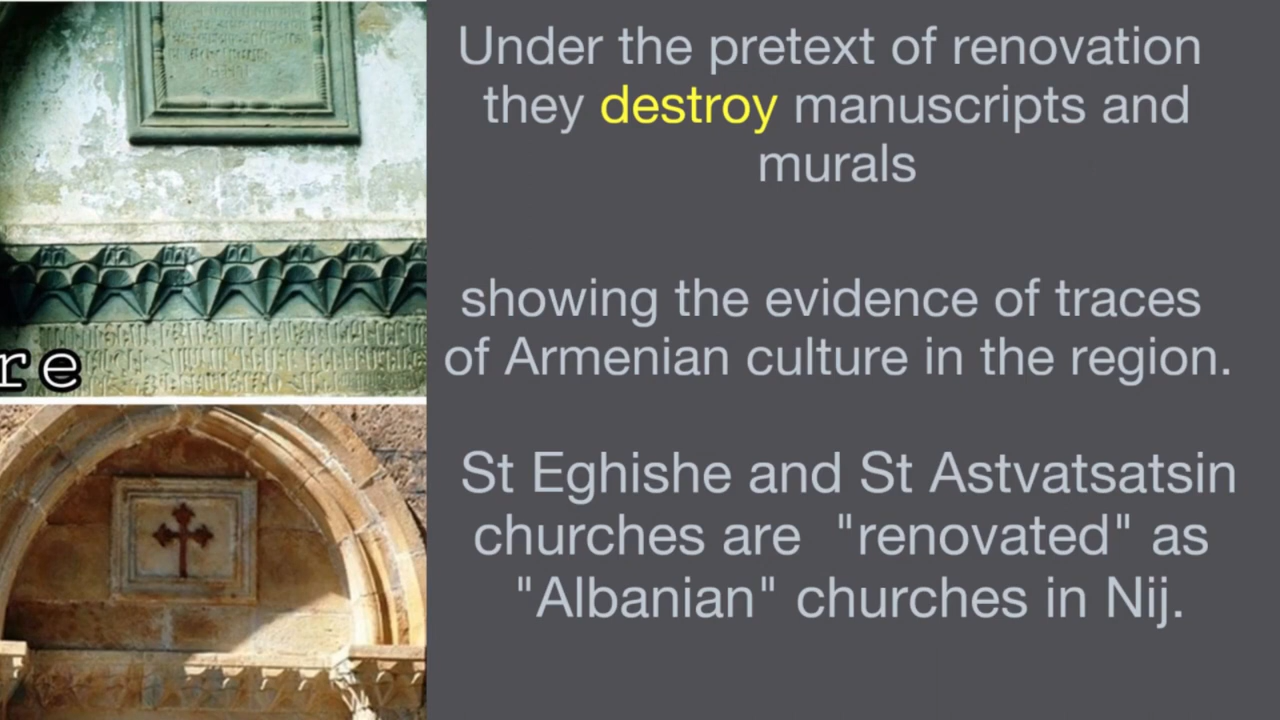 Under the pretext of renovation
they destroy manuscripts and
murals
showing the evidence of traces
of Armenian culture in the region.
St Eghishe and St Astvatsatsin
churches are "renovated" as
"Albanian" churches in Nij.
re